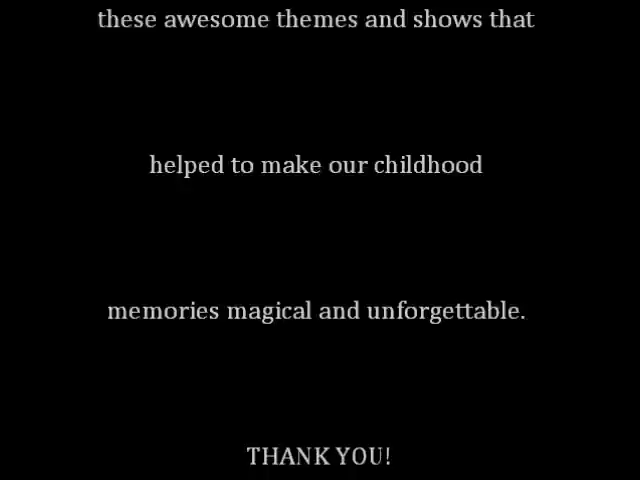 these awesome themes and shows that
helped to make our childhood
memories magical and unforgettable.
THANK YOU!